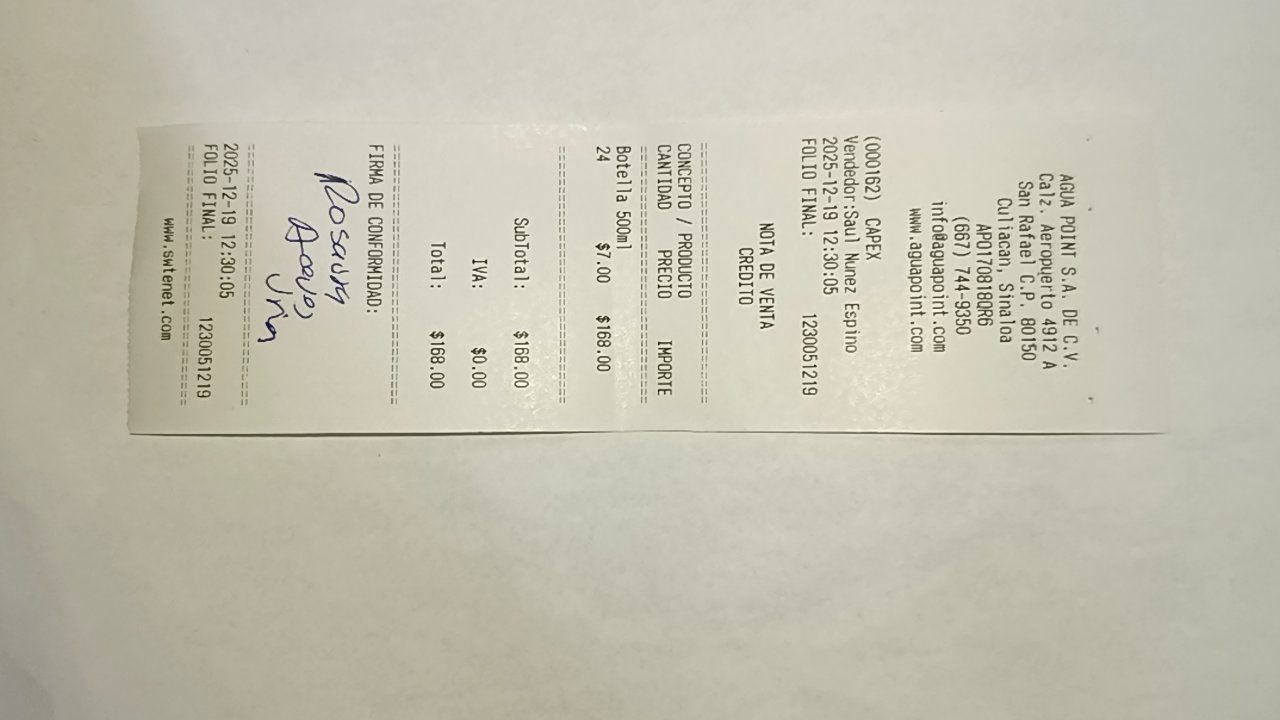 AGUA POINT S.A. DE C.V.
Calz. Aeropuerto 4912 A
San Rafael C.P. 80150
Culiacan, Sinaloa
APO170818QR6
(667) 744-9350
info@aguapoint.com
www.aguapoint.com
(000162) CAPEX
Vendedor:Saul Nunez Espino
2025-12-19 12:30:05
FOLIO FINAL: 1230051219
NOTA DE VENTA
CREDITO
CONCEPTO / PRODUCTO
CANTIDAD PRECIO IMPORTE
Botella 500ml
24 $7.00 $168.00
SubTotal: $168.00
IVA: $0.00
Total: $168.00
FIRMA DE CONFORMIDAD:
Rosaura
2025-12-19 12:30:05
FOLIO FINAL: 1230051219
www.swtenet.com